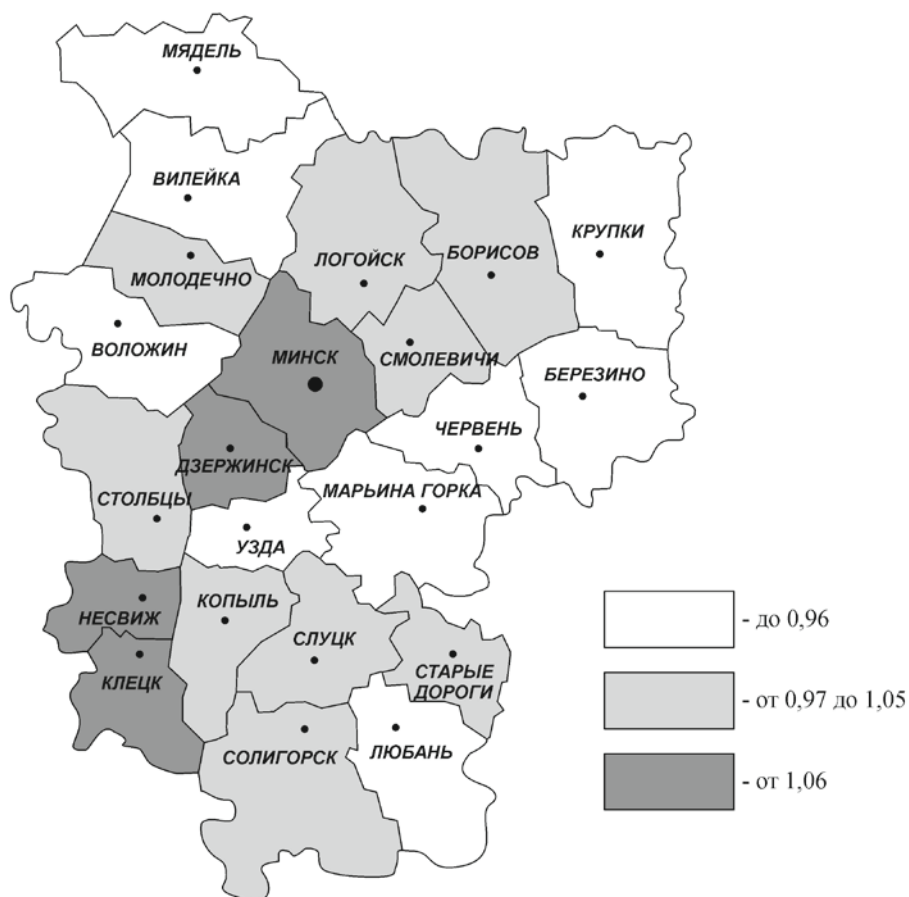 МЯДЕЛЬ
ВИЛЕЙКА
МОЛОДЕЧНО
ЛОГОЙСК
БОРИСОВ
КРУПКИ
ВОЛОЖИН
МИНСК
СМОЛЕВИЧИ
БЕРЕЗИНО
ЧЕРВЕНЬ
ДЗЕРЖИНСК
МАРЬИНА ГОРКА
СТОЛБЦЫ
УЗДА
НЕСВИЖ
КОПЫЛЬ
СЛУЦК
КЛЕЦК
СТАРЫЕ
ДОРОГИ
СОЛИГОРСК
ЛЮБАНЬ
- до 0,96
- от 0,97 до 1,05
- от 1,06